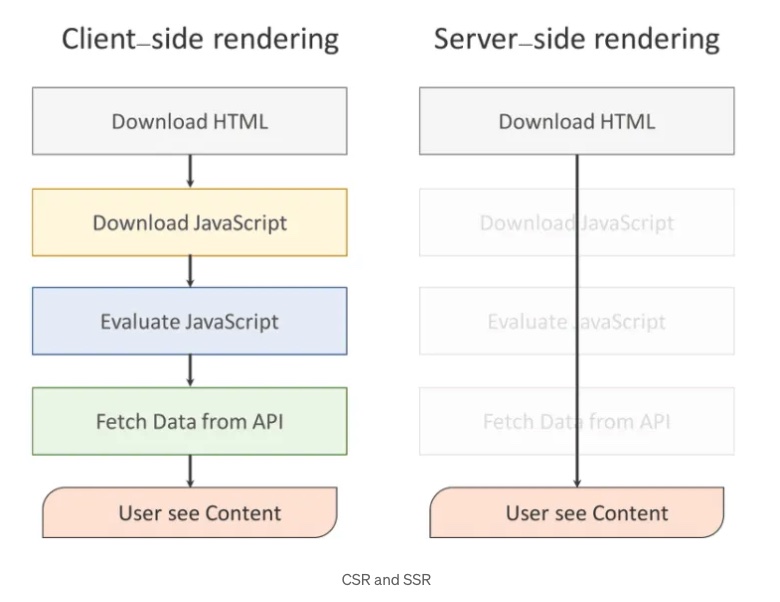 Client–side rendering
Server–side rendering
Download HTML
Download JavaScript
Evaluate JavaScript
Fetch Data from API
User see Content
Download HTML
Download JavaScript
Evaluate JavaScript
Fetch Data from API
User see Content
CSR and SSR